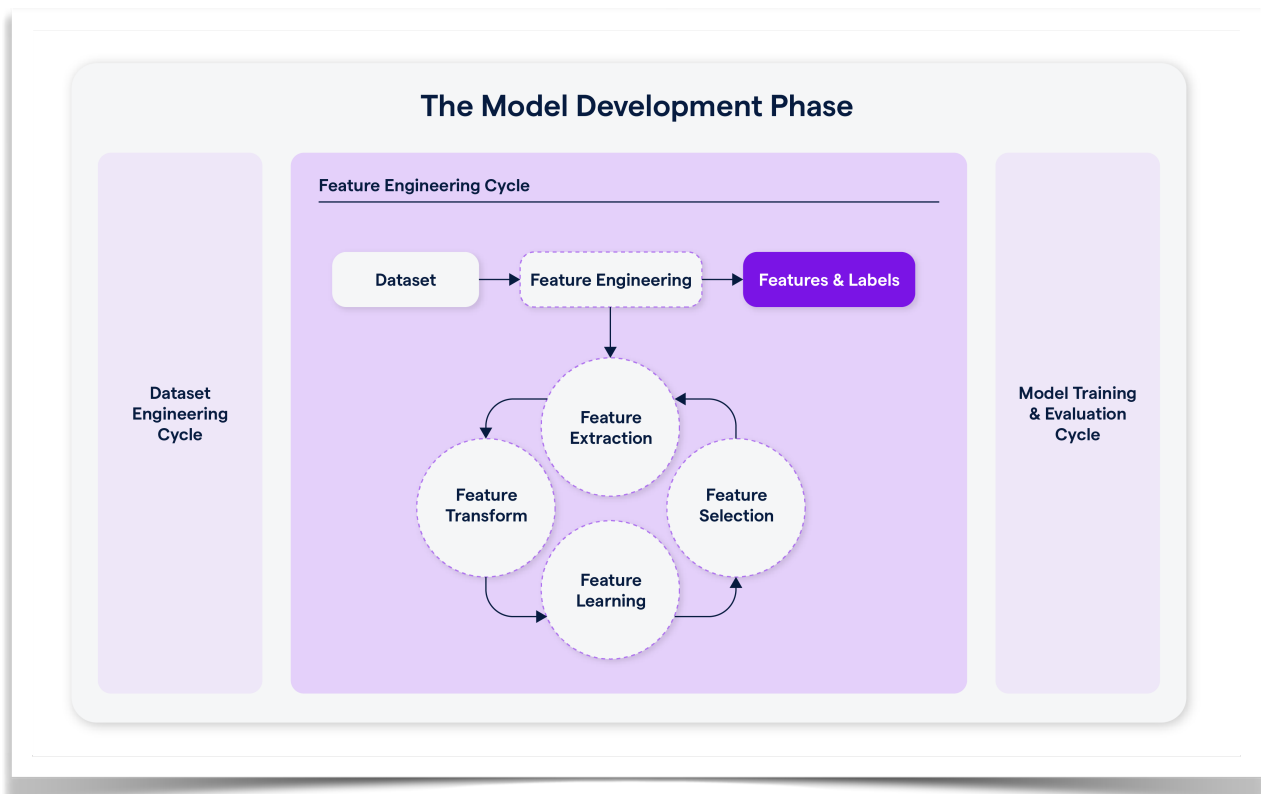 The Model Development Phase
Dataset
Engineering
Cycle
Feature Engineering Cycle
Dataset
Feature Engineering
Features & Labels
Feature
Extraction
Feature
Transform
Feature
Selection
Feature
Learning
Model Training
& Evaluation
Cycle